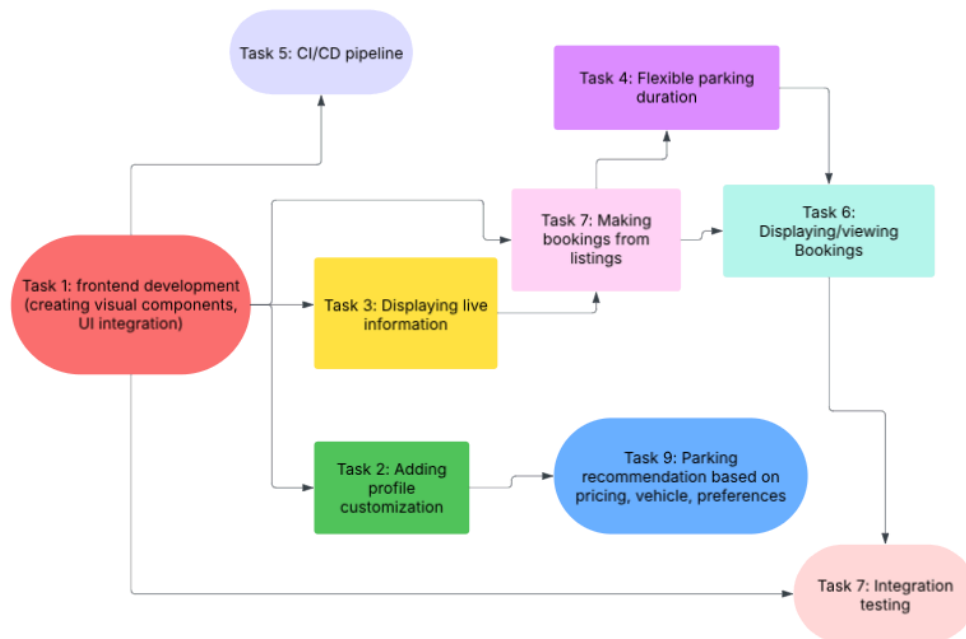 Task 5: CI/CD pipeline
Task 4: Flexible parking
duration
Task 7: Making
bookings from
listings
Task 6:
Displaying/viewing
Bookings
Task 1: frontend development
(creating visual components,
UI integration)
Task 3: Displaying live
information
Task 2: Adding
profile
customization
Task 9: Parking
recommendation based on
pricing, vehicle, preferences
Task 7: Integration
testing